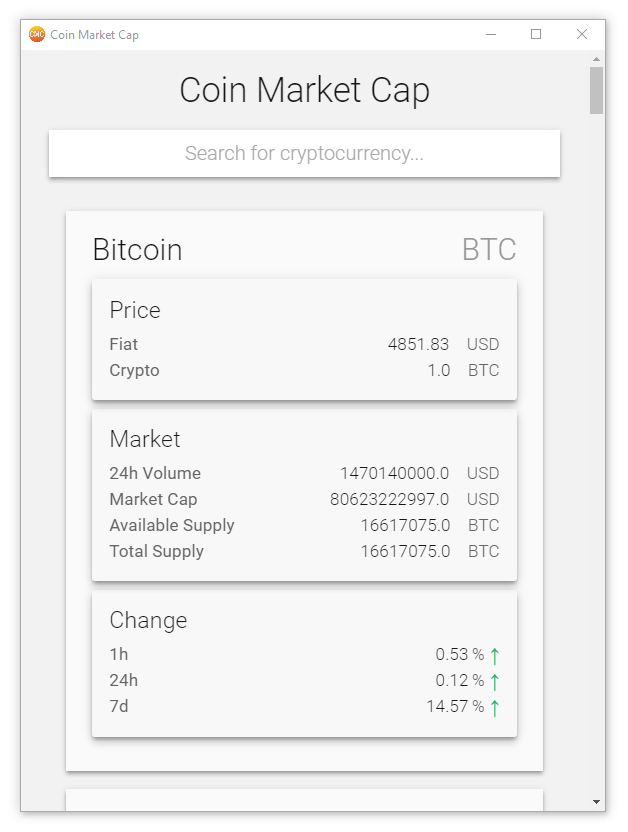 CMC Coin Market Cap
Coin Market Cap
Search for cryptocurrency...
Bitcoin BTC
Price
Fiat 4851.83 USD
Crypto 1.0 BTC
Market
24h Volume 1470140000.0 USD
Market Cap 80623222997.0 USD
Available Supply 16617075.0 BTC
Total Supply 16617075.0 BTC
Change
1h 0.53 % ↑
24h 0.12 % ↑
7d 14.57 % ↑